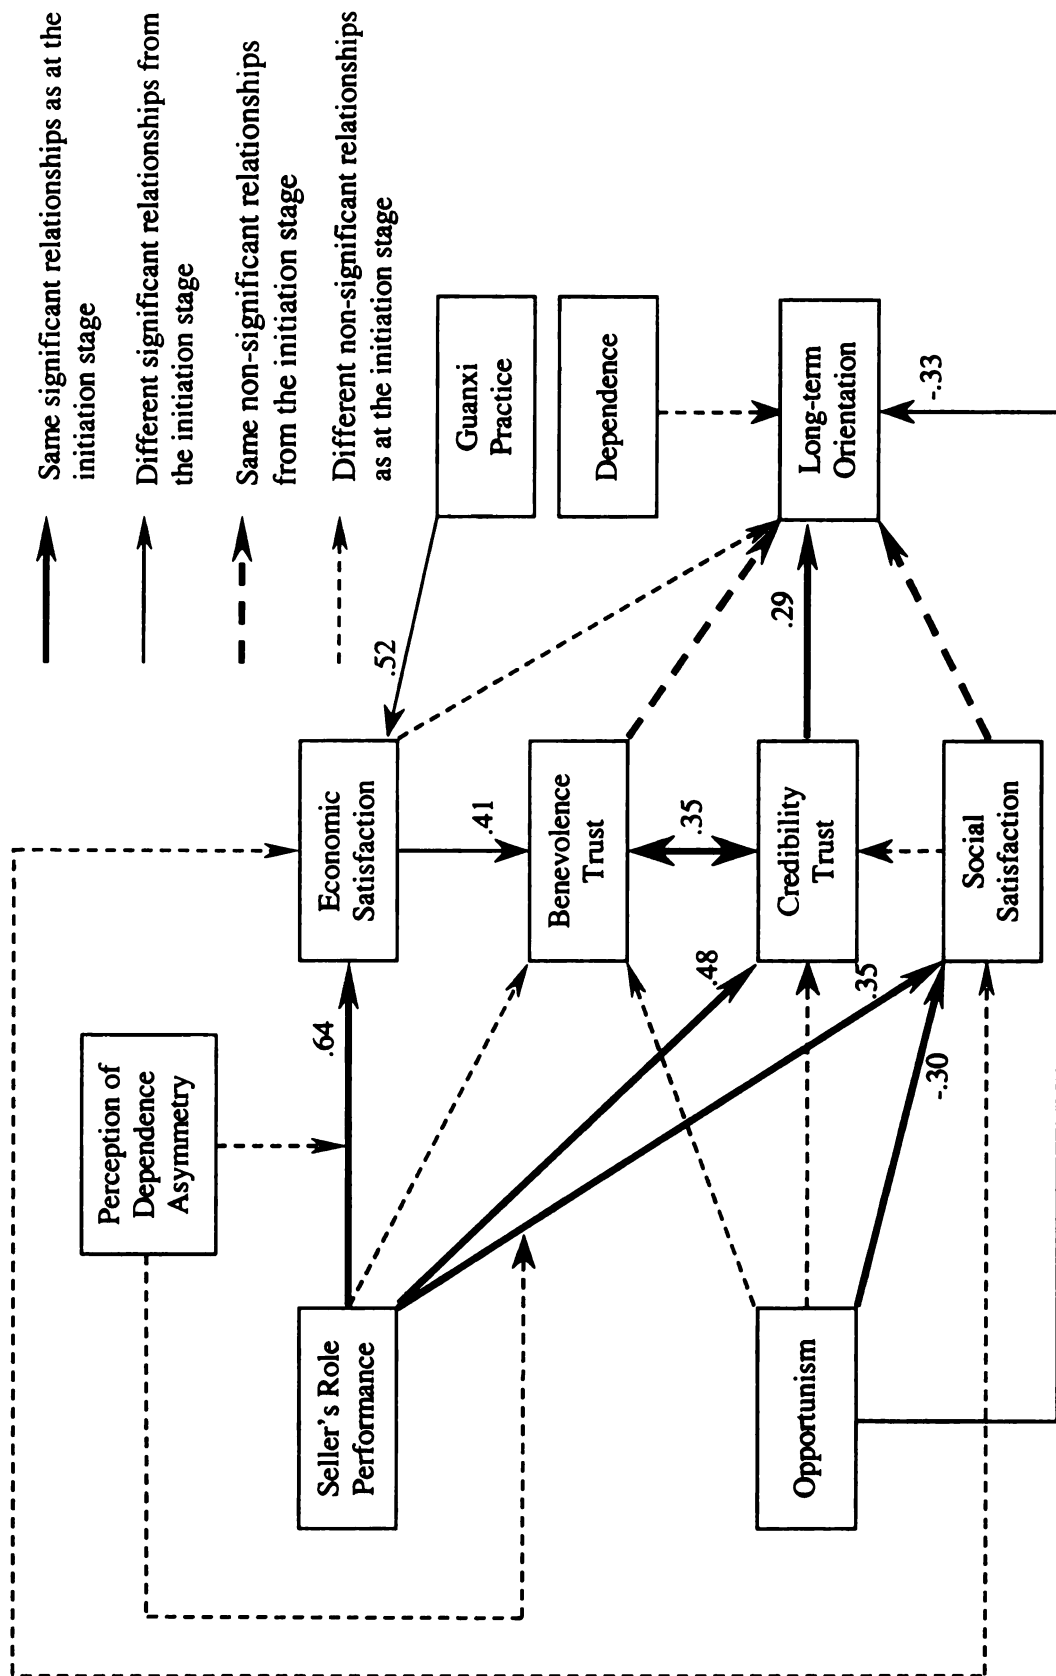 Same significant relationships as at the
initiation stage
Different significant relationships from
the initiation stage
Same non-significant relationships
from the initiation stage
Different non-significant relationships
as at the initiation stage
Perception of
Dependence
Asymmetry
Seller's Role
Performance
.64
Economic
Satisfaction
.52
Guanxi
Practice
.41
Dependence
Benevolence
Trust
.35
.48
Credibility
Trust
.29
Long-term
Orientation
.35
Opportunism
-.30
Social
Satisfaction
-.33